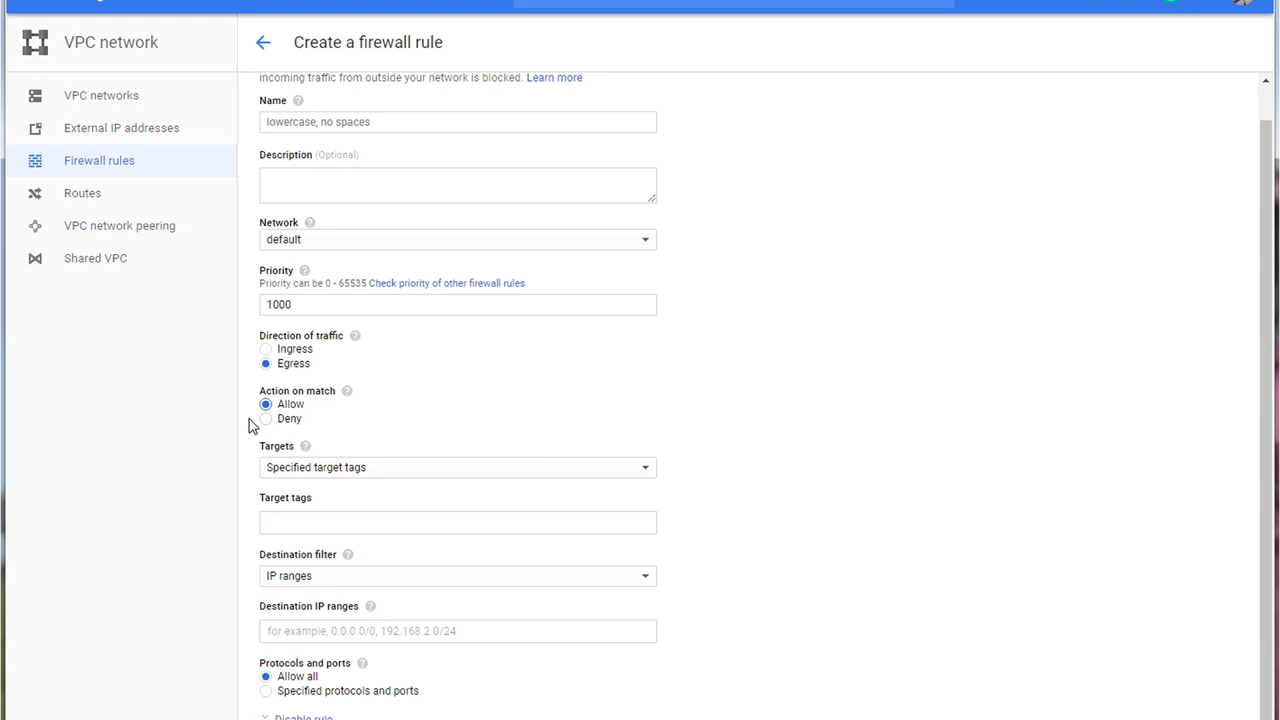 VPC network
Create a firewall rule
VPC networks
External IP addresses
Firewall rules
Routes
VPC network peering
Shared VPC
incoming traffic from outside your network is blocked. Learn more
Name
lowercase, no spaces
Description (Optional)
Network
default
Priority
Priority can be 0 - 65535 Check priority of other firewall rules
1000
Direction of traffic
Ingress
Egress
Action on match
Allow
Deny
Targets
Specified target tags
Target tags
Destination filter
IP ranges
Destination IP ranges
for example, 0.0.0.0/0, 192.168.2.0/24
Protocols and ports
Allow all
Specified protocols and ports
Disable rule